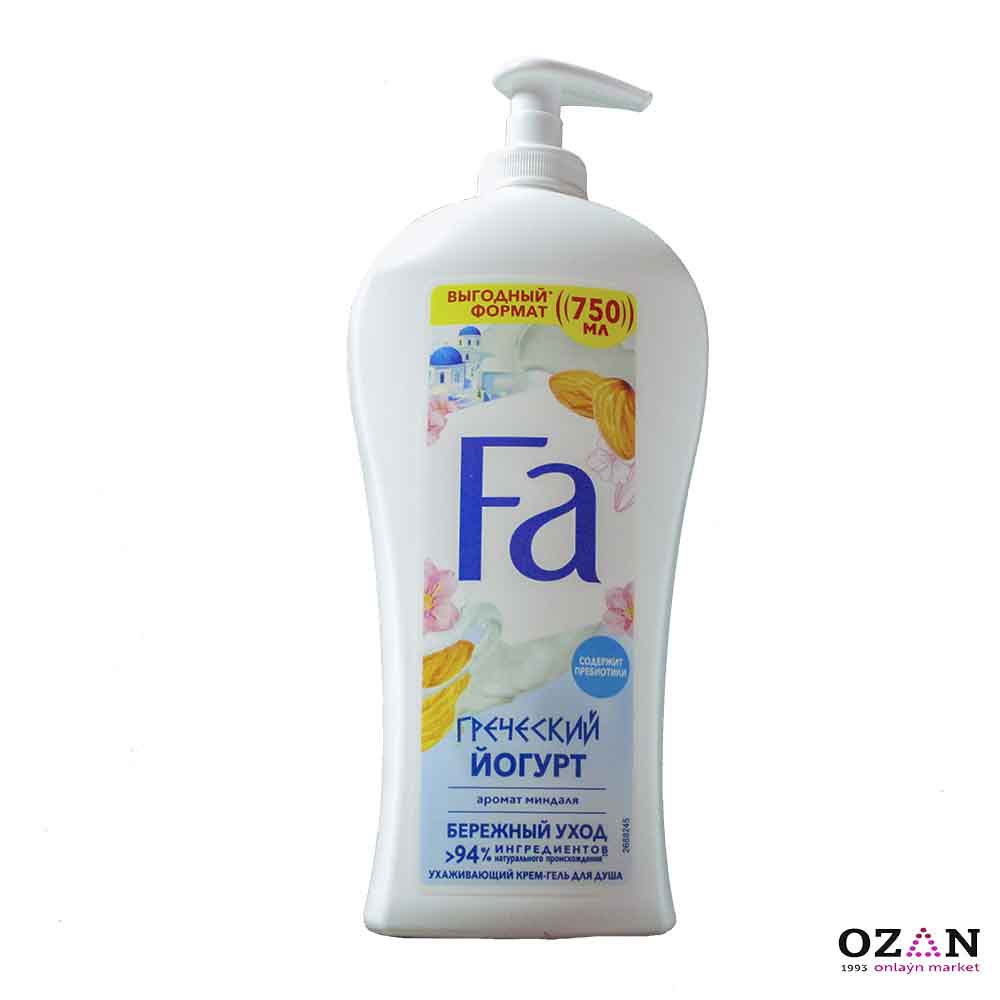 ВЫГОДНЫЙ*
ФОРМАТ
((750))
МЛ
Fa
СОДЕРЖИТ
ПРЕБИОТИКИ
ГРЕЧЕСКИЙ
ЙОГУРТ
аромат миндаля
БЕРЕЖНЫЙ УХОД
>94% ИНГРЕДИЕНТОВ
натурального происхождения**
УХАЖИВАЮЩИЙ КРЕМ-ГЕЛЬ ДЛЯ ДУША
2668245
OZAN
1993 onlaýn market